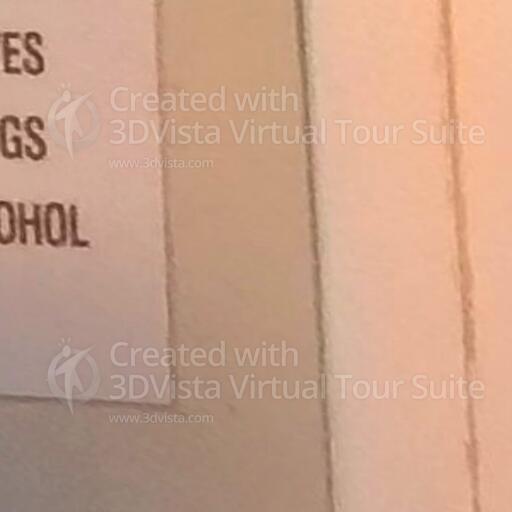 ES
GS
OHOL
Created with
3DVista Virtual Tour Suite
www.3dvista.com
Created with
3DVista Virtual Tour Suite
www.3dvista.com